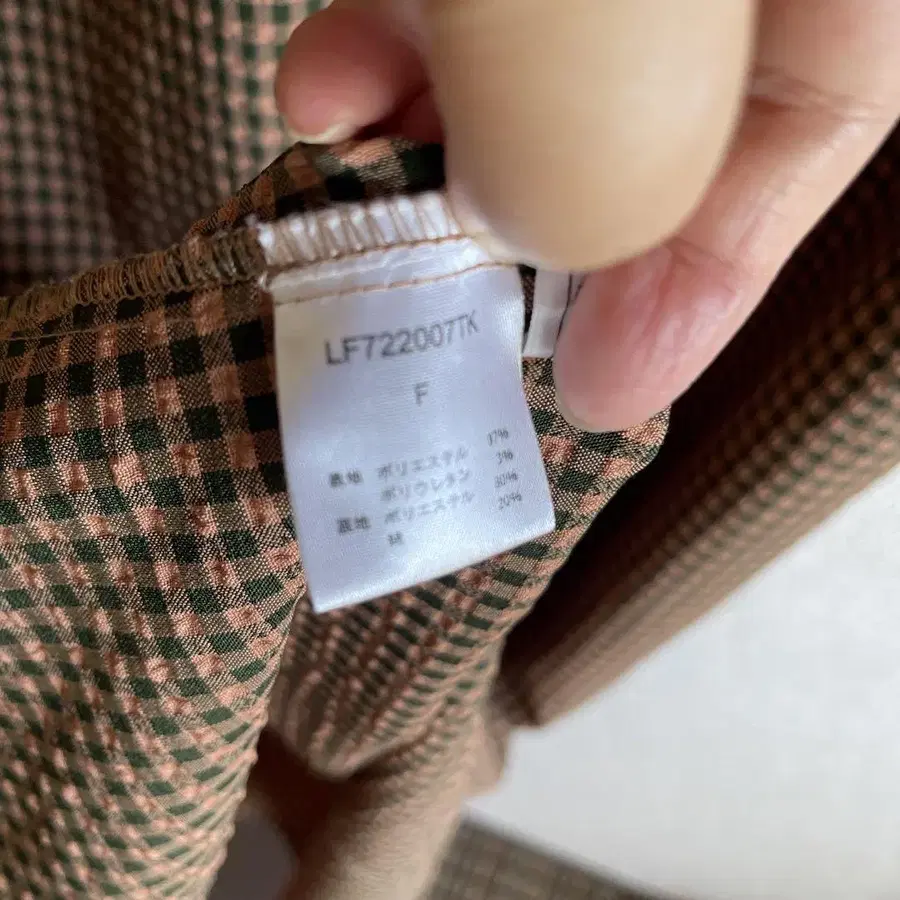 LF722007TK
F
表地 ポリエステル 97%
ポリウレタン 3%
裏地 ポリエステル 80%
20%